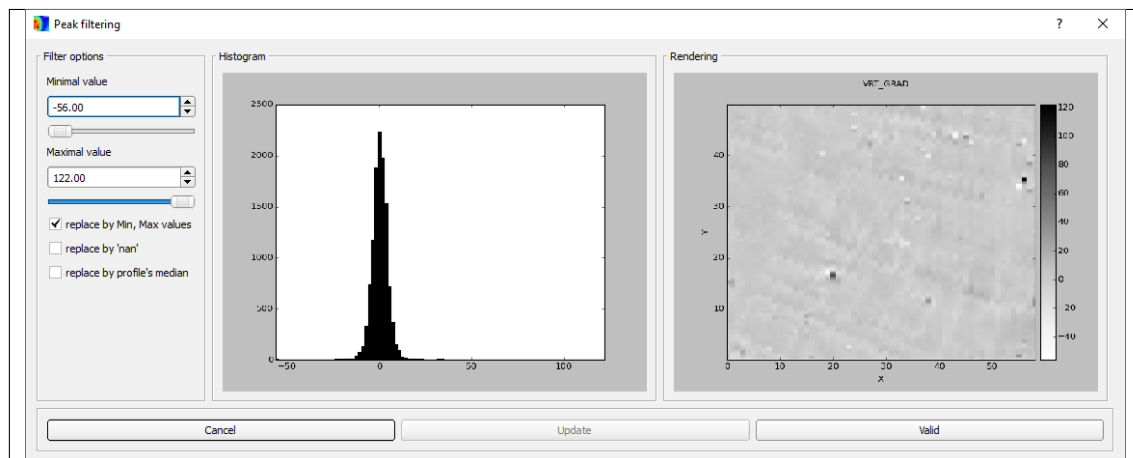 Peak filtering
Filter options
Minimal value
-56.00
Maximal value
122.00
replace by Min, Max values
replace by 'nan'
replace by profile's median
Histogram
2500
2000
1500
1000
500
0
−50 0 50 100
Rendering
VRT_GRAD
Y
40
30
20
10
0 10 20 30 40 50
X
120
100
80
60
40
20
0
−20
−40
Cancel
Update
Valid